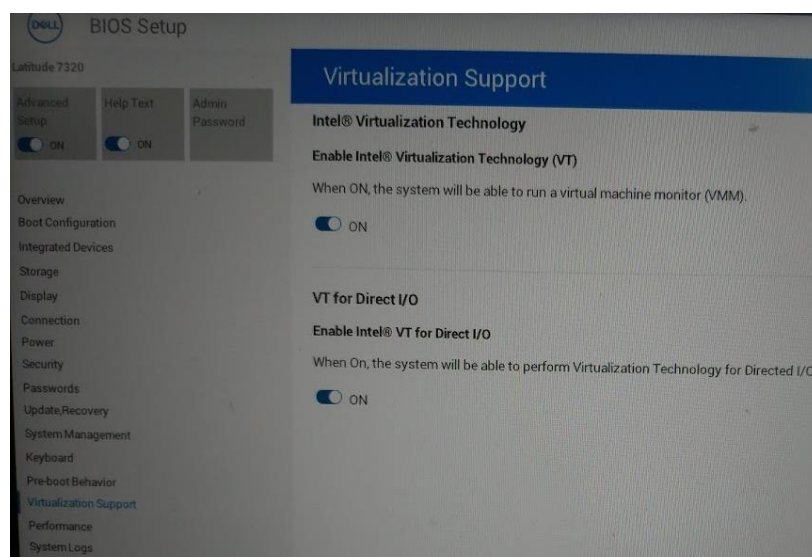 DELL
BIOS Setup
Latitude 7320
Advanced Setup
ON
Help Text
ON
Admin Password
Overview
Boot Configuration
Integrated Devices
Storage
Display
Connection
Power
Security
Passwords
Update,Recovery
System Management
Keyboard
Pre-boot Behavior
Virtualization Support
Performance
System Logs
Virtualization Support
Intel® Virtualization Technology
Enable Intel® Virtualization Technology (VT)
When ON, the system will be able to run a virtual machine monitor (VMM).
ON
VT for Direct I/O
Enable Intel® VT for Direct I/O
When On, the system will be able to perform Virtualization Technology for Directed I/O
ON